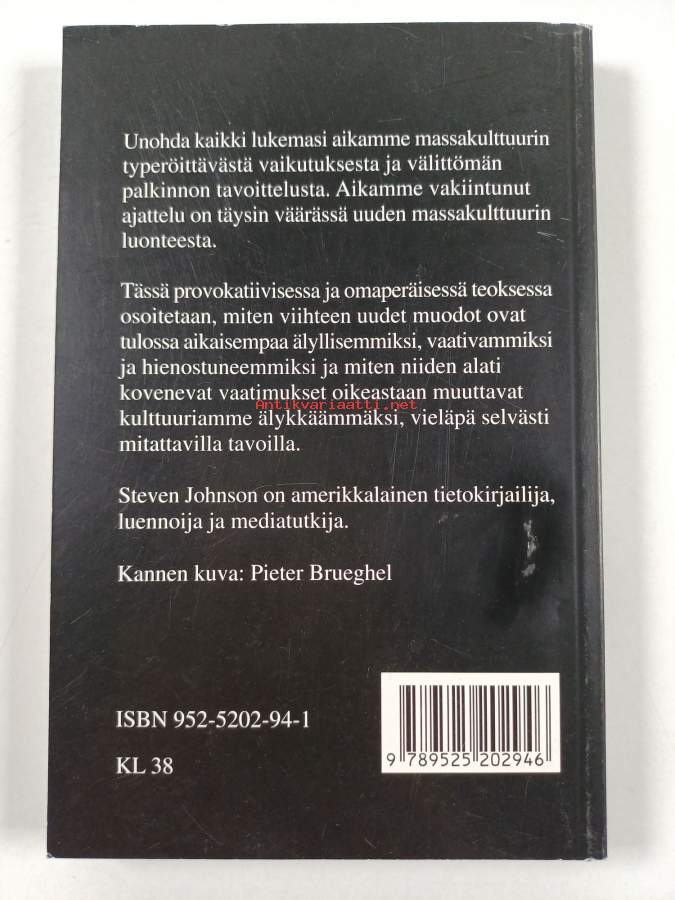 Unohda kaikki lukemasi aikamme massakulttuurin
typeröittävästä vaikutuksesta ja välittömän
palkinnon tavoittelusta. Aikamme vakiintunut
ajattelu on täysin väärässä uuden massakulttuurin
luonteesta.
Tässä provokatiivisessa ja omaperäisessä teoksessa
osoitetaan, miten viihteen uudet muodot ovat
tulossa aikaisempaa älyllisemmiksi, vaativammiksi
ja hienostuneemmiksi ja miten niiden alati
kovenevat vaatimukset oikeastaan muuttavat
Antikvariaatti.net
kulttuuriamme älykkäämmäksi, vieläpä selvästi
mitattavilla tavoilla.
Steven Johnson on amerikkalainen tietokirjailija,
luennoija ja mediatutkija.
Kannen kuva: Pieter Brueghel
ISBN 952-5202-94-1
KL 38
9 789525 202946